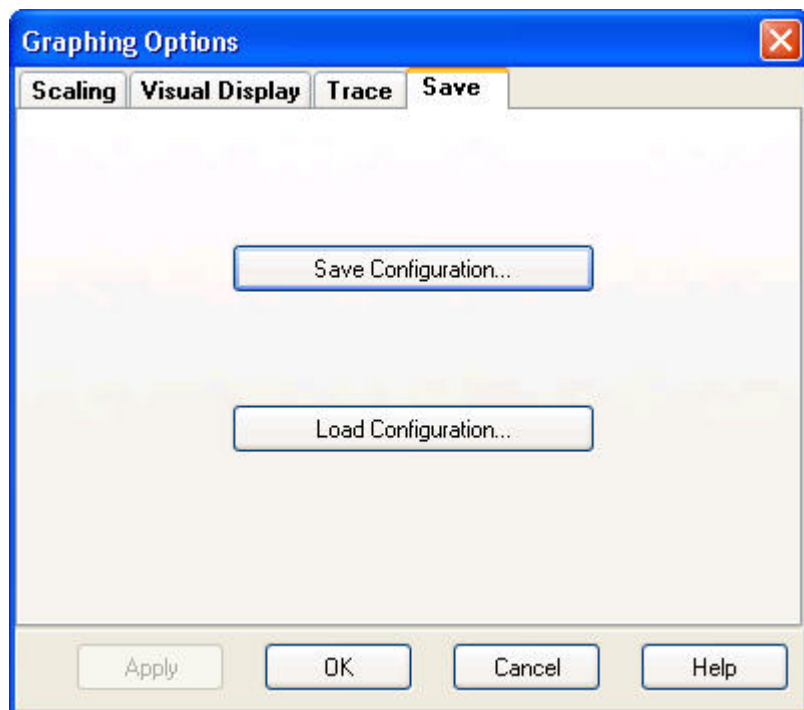 Graphing Options
Scaling Visual Display Trace Save
Save Configuration...
Load Configuration...
Apply OK Cancel Help